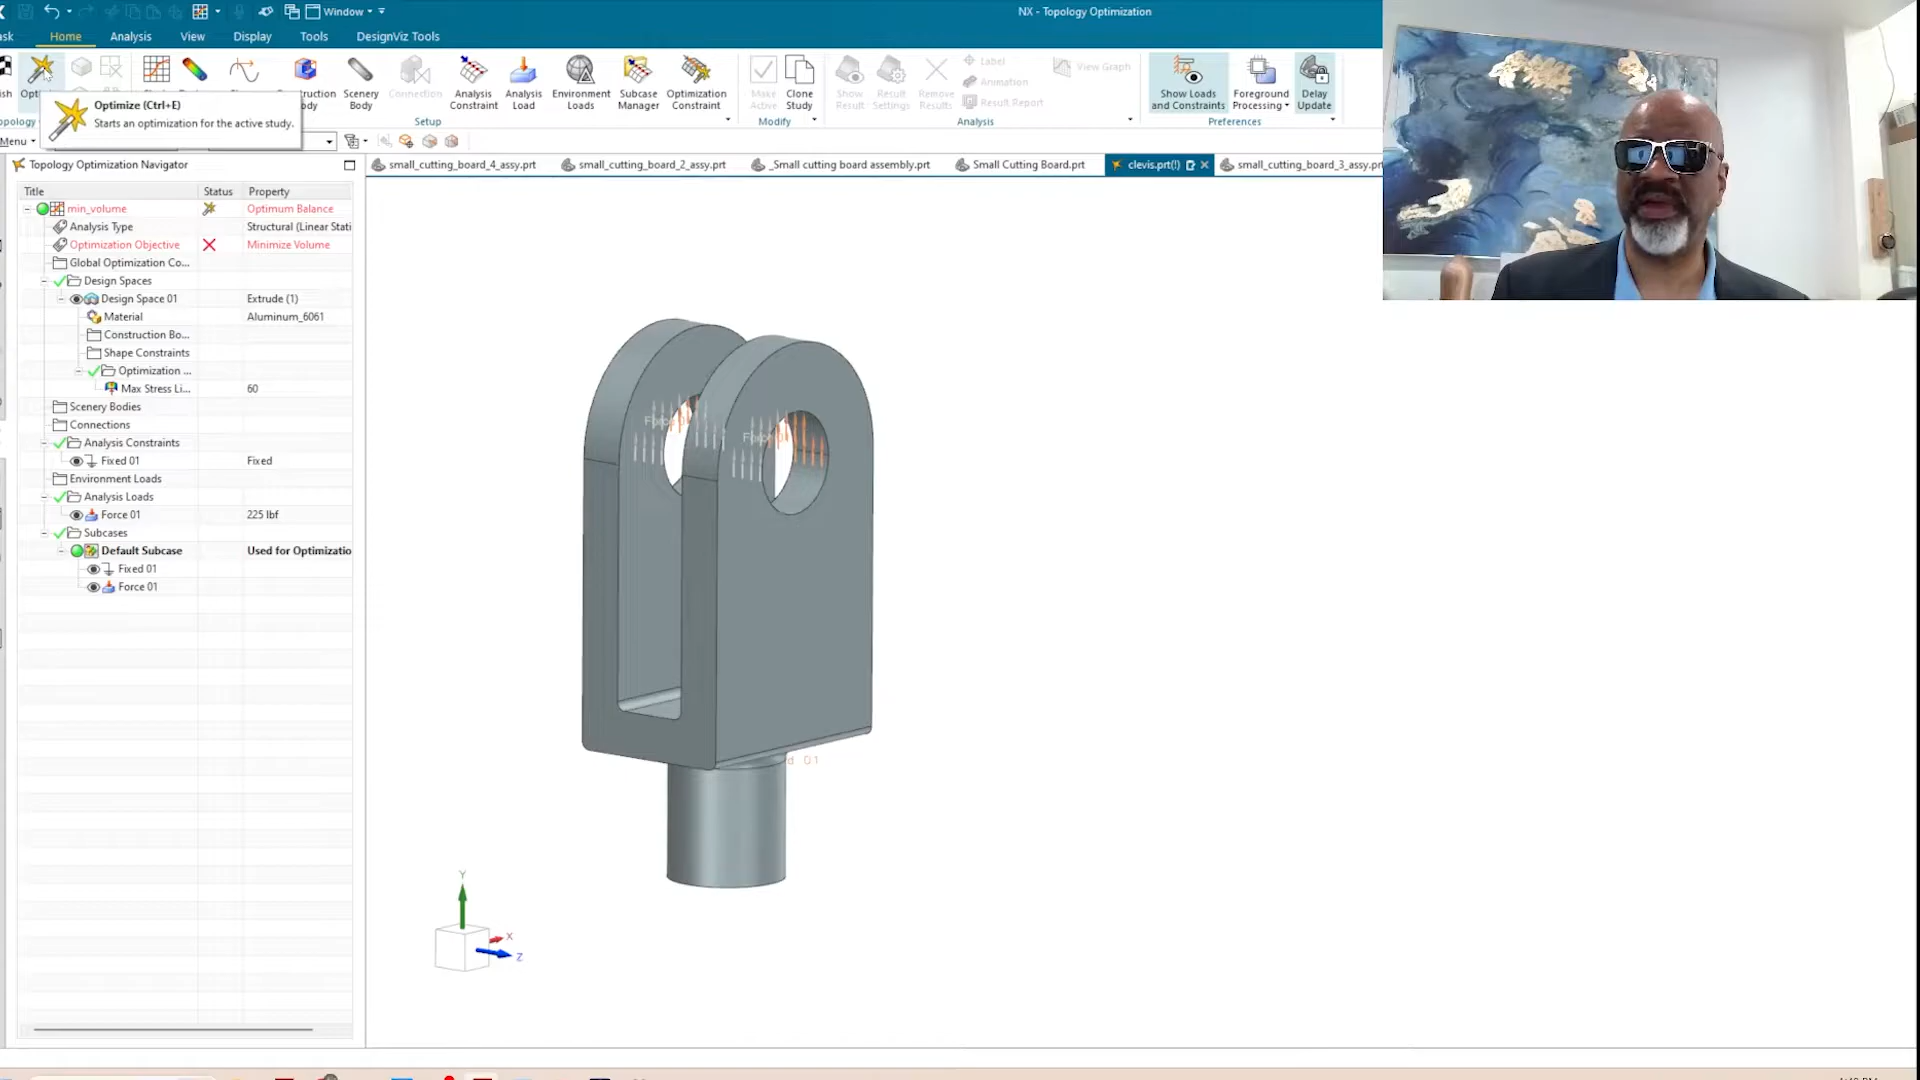 Window
NX - Topology Optimization
Home
Analysis
View
Display
Tools
DesignViz Tools
Optimize (Ctrl+E)
Starts an optimization for the active study.
Scenery
Body
Connection
Analysis
Constraint
Analysis
Load
Environment
Loads
Subcase
Manager
Optimization
Constraint
Setup
Make
Active
Clone
Study
Modify
Show
Result
Result
Settings
Remove
Results
Label
Animation
Result Report
View Graph
Analysis
Show Loads
and Constraints
Foreground
Processing
Delay
Update
Preferences
Menu
Topology Optimization Navigator
small_cutting_board_4_assy.prt
small_cutting_board_2_assy.prt
_Small cutting board assembly.prt
Small Cutting Board.prt
clevis.prt(!)
small_cutting_board_3_assy.prt
Title Status Property
min_volume Optimum Balance
Analysis Type Structural (Linear Stati
Optimization Objective Minimize Volume
Global Optimization Co...
Design Spaces
Design Space 01 Extrude (1)
Material Aluminum_6061
Construction Bo...
Shape Constraints
Optimization ...
Max Stress Li... 60
Scenery Bodies
Connections
Analysis Constraints
Fixed 01 Fixed
Environment Loads
Analysis Loads
Force 01 225 lbf
Subcases
Default Subcase Used for Optimizatio
Fixed 01
Force 01
Y
X
Z